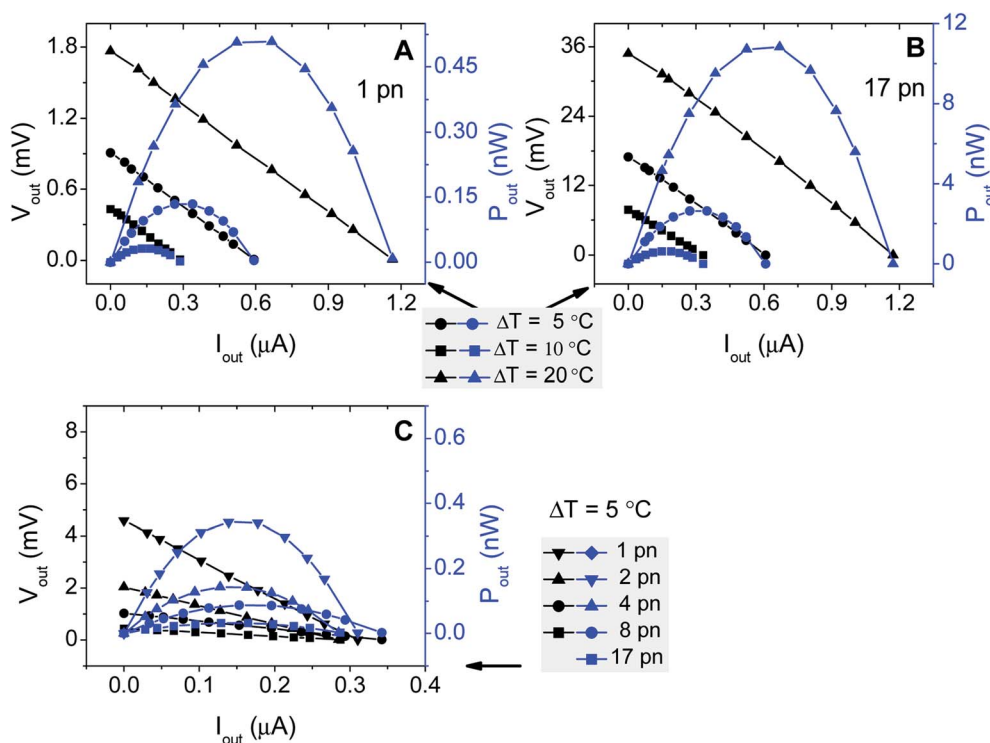 A
1 pn
1.8
1.2
0.6
0.0
V_out (mV)
0.45
0.30
0.15
0.00
P_out (nW)
0.0 0.3 0.6 0.9 1.2
I_out (μA)
B
17 pn
36
24
12
0
V_out (mV)
12
8
4
0
P_out (nW)
0.0 0.3 0.6 0.9 1.2
I_out (μA)
ΔT = 5 °C
ΔT = 10 °C
ΔT = 20 °C
C
8
6
4
2
0
V_out (mV)
0.6
0.4
0.2
0.0
P_out (nW)
0.0 0.1 0.2 0.3 0.4
I_out (μA)
ΔT = 5 °C
1 pn
2 pn
4 pn
8 pn
17 pn